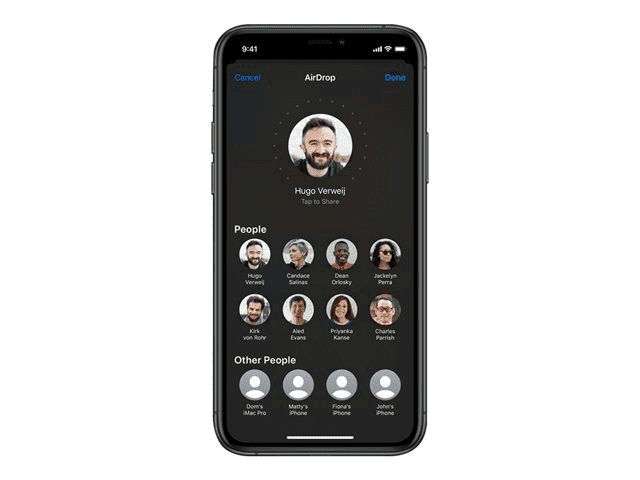 9:41
Cancel AirDrop Done
Hugo Verweij
Tap to Share
People
Hugo Verweij
Candace Salinas
Dean Orlosky
Jackelyn Perra
Kirk von Rohr
Aled Evans
Priyanka Kanse
Charles Parrish
Other People
Dom's iMac Pro
Matty's iPhone
Fiona's iPhone
John's iPhone